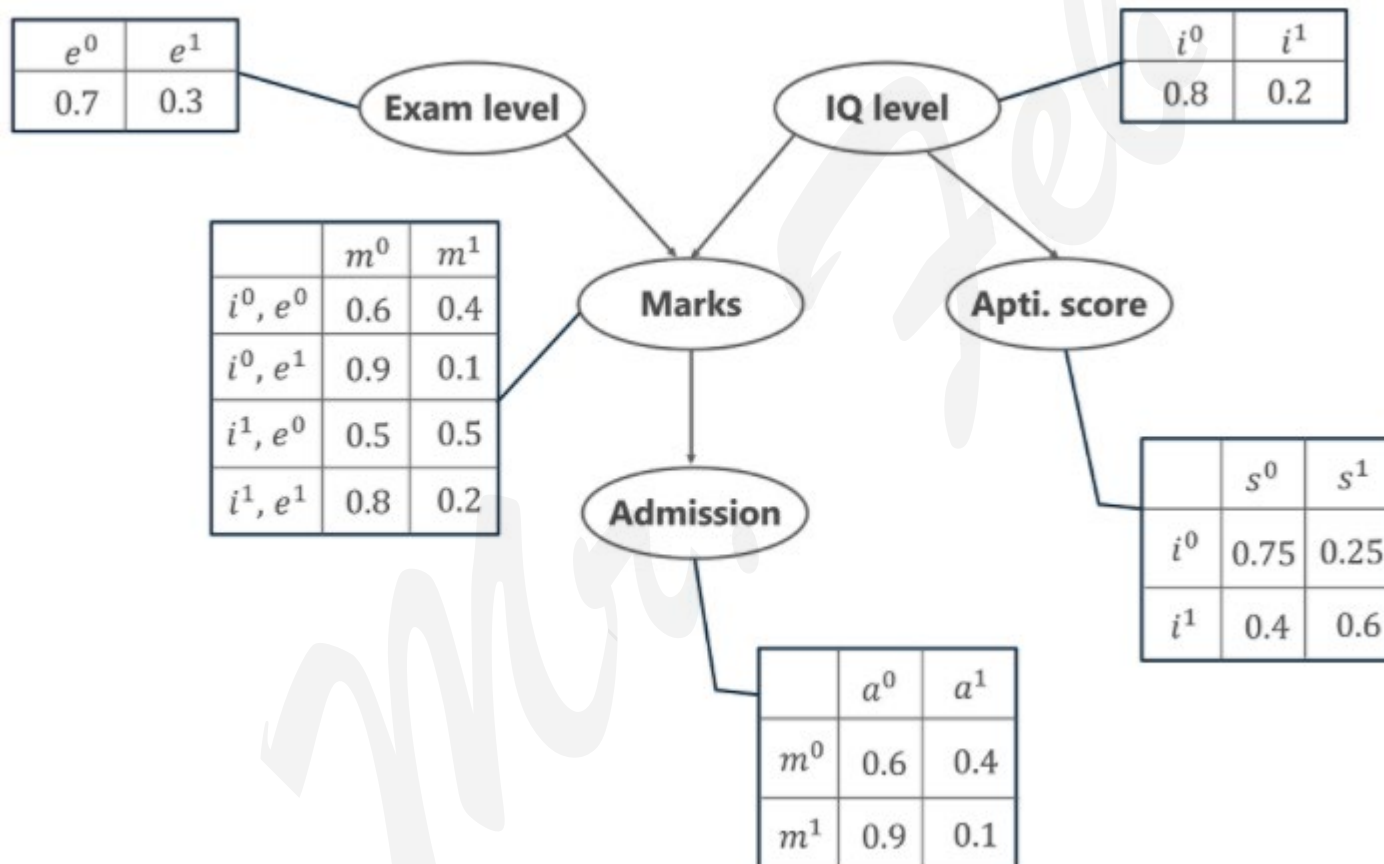 e⁰ e¹
0.7 0.3
Exam level
IQ level
i⁰ i¹
0.8 0.2
m⁰ m¹
i⁰, e⁰ 0.6 0.4
i⁰, e¹ 0.9 0.1
i¹, e⁰ 0.5 0.5
i¹, e¹ 0.8 0.2
Marks
Apti. score
Admission
s⁰ s¹
i⁰ 0.75 0.25
i¹ 0.4 0.6
a⁰ a¹
m⁰ 0.6 0.4
m¹ 0.9 0.1
Mr.